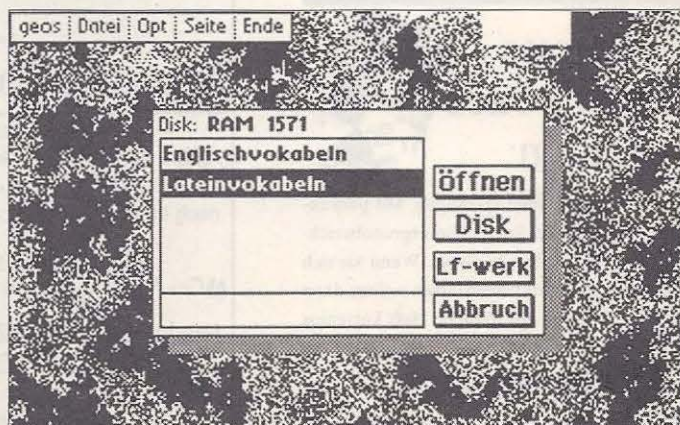 geos Datei Opt Seite Ende
Disk: RAM 1571
Englischvokabeln
Lateinvokabeln
Öffnen
Disk
Lf-werk
Abbruch